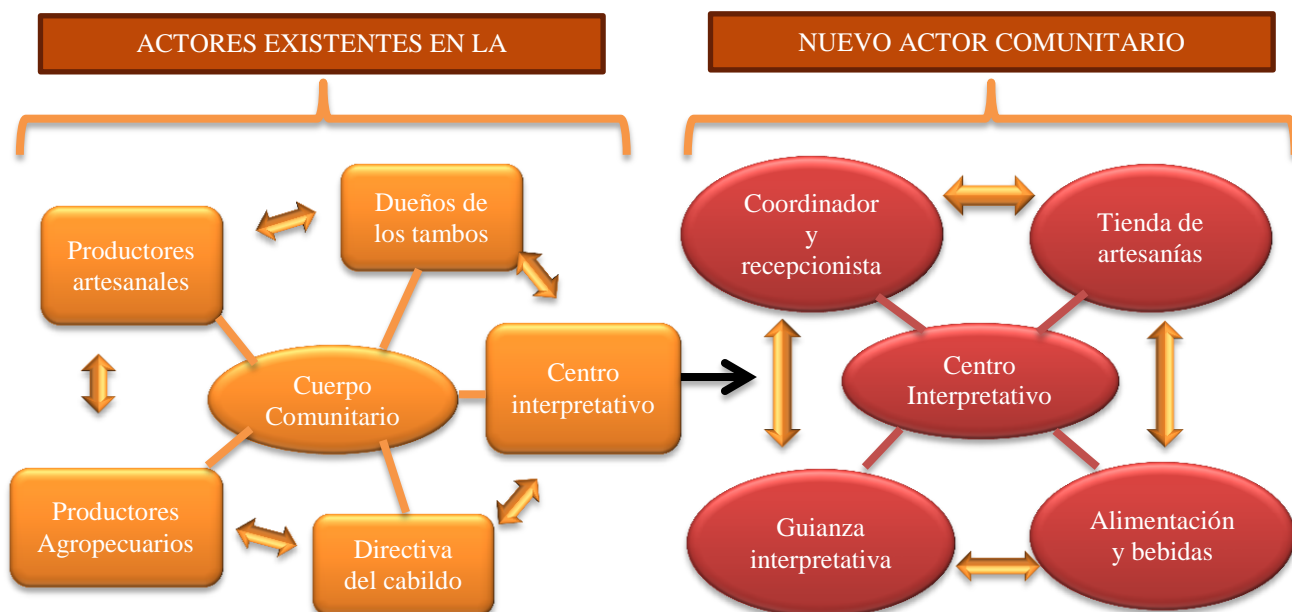 ACTORES EXISTENTES EN LA
NUEVO ACTOR COMUNITARIO
Dueños de
los tambos
Productores
artesanales
Centro
interpretativo
Cuerpo
Comunitario
Productores
Agropecuarios
Directiva
del cabildo
Coordinador
y
recepcionista
Tienda de
artesanías
Centro
Interpretativo
Guianza
interpretativa
Alimentación
y bebidas